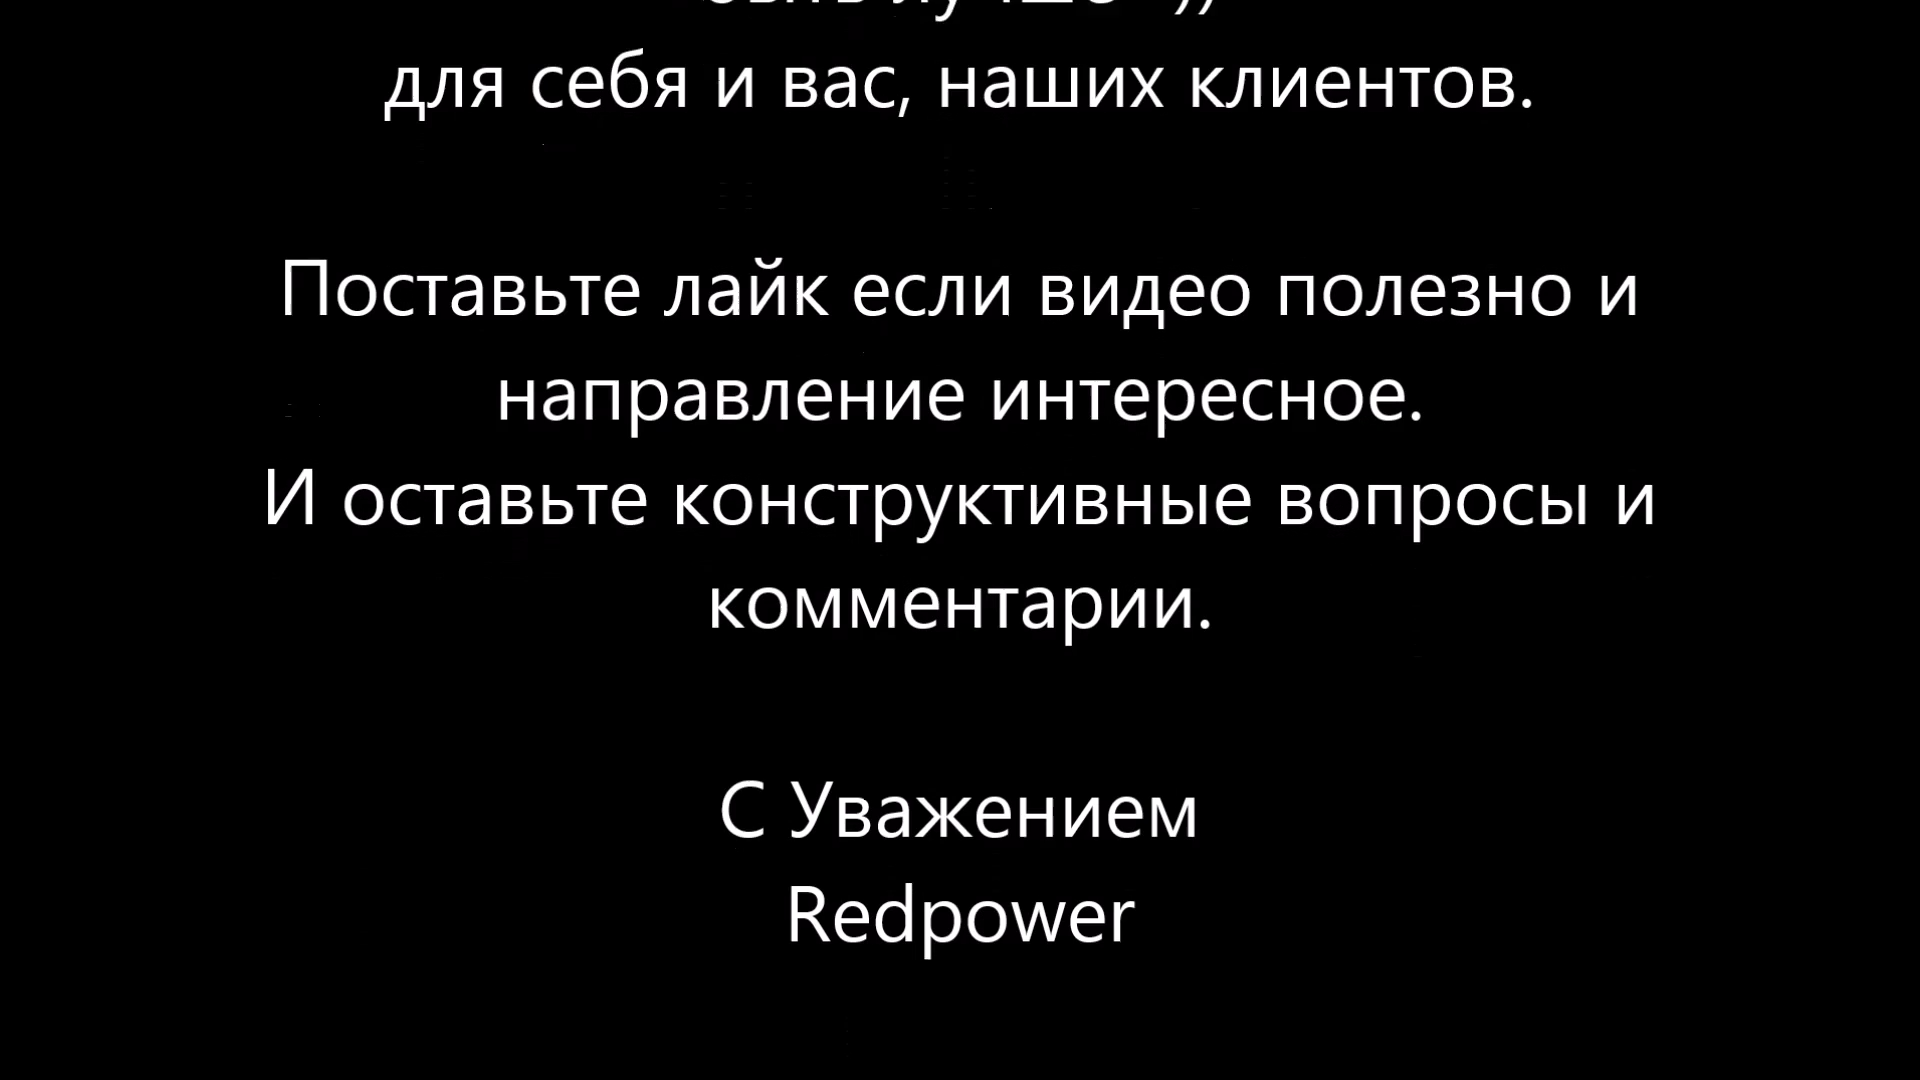 для себя и вас, наших клиентов.
Поставьте лайк если видео полезно и
направление интересное.
И оставьте конструктивные вопросы и
комментарии.
С Уважением
Redpower